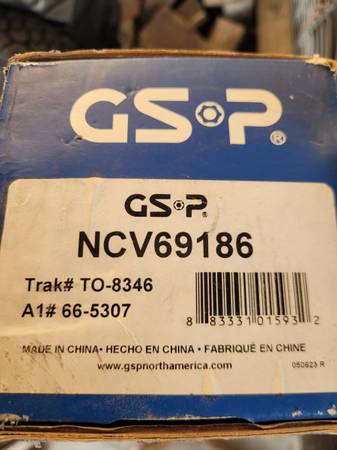 GSP®
GSP®
NCV69186
Trak# TO-8346
A1# 66-5307
8 83331 01593 2
MADE IN CHINA• HECHO EN CHINA • FABRIQUÉ EN CHINE
www.gspnorthamerica.com
050623 R